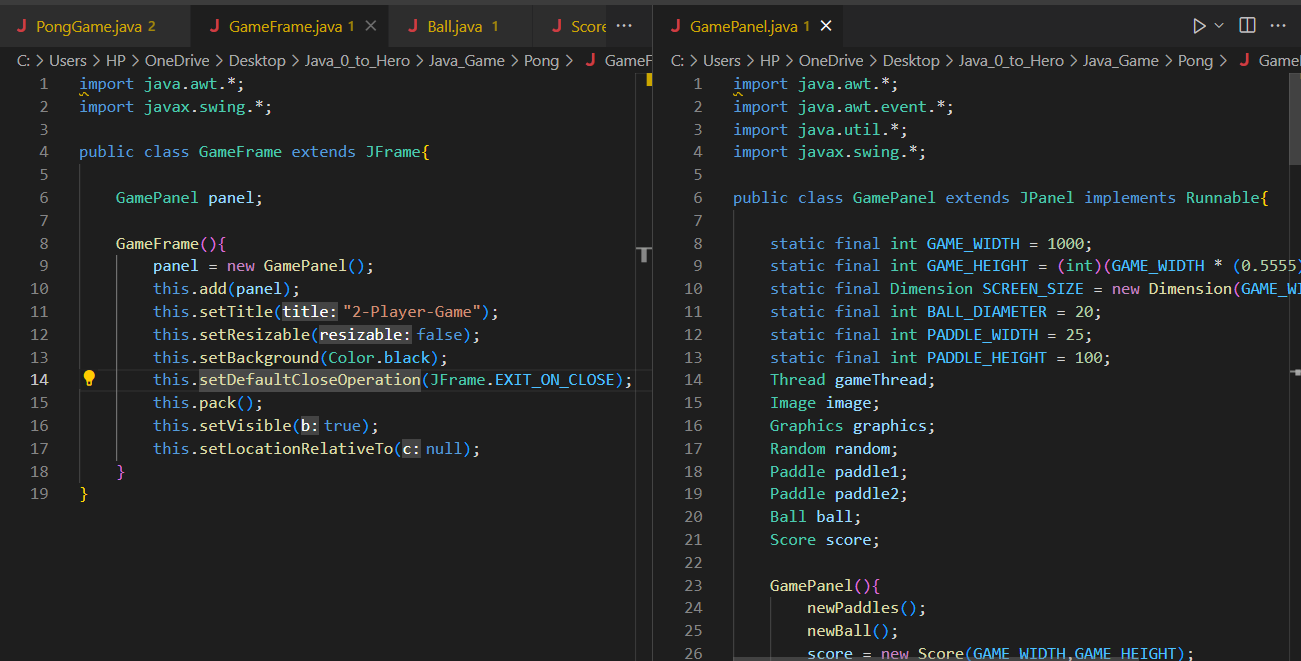 PongGame.java 2
GameFrame.java 1
Ball.java 1
Score
GamePanel.java 1
C: > Users > HP > OneDrive > Desktop > Java_0_to_Hero > Java_Game > Pong > GameF
1 import java.awt.*;
2 import javax.swing.*;
3
4 public class GameFrame extends JFrame{
5
6 GamePanel panel;
7
8 GameFrame(){
9 panel = new GamePanel();
10 this.add(panel);
11 this.setTitle(title: "2-Player-Game");
12 this.setResizable(resizable: false);
13 this.setBackground(Color.black);
14 this.setDefaultCloseOperation(JFrame.EXIT_ON_CLOSE);
15 this.pack();
16 this.setVisible(b: true);
17 this.setLocationRelativeTo(c: null);
18 }
19 }
C: > Users > HP > OneDrive > Desktop > Java_0_to_Hero > Java_Game > Pong > Game
1 import java.awt.*;
2 import java.awt.event.*;
3 import java.util.*;
4 import javax.swing.*;
5
6 public class GamePanel extends JPanel implements Runnable{
7
8 static final int GAME_WIDTH = 1000;
9 static final int GAME_HEIGHT = (int)(GAME_WIDTH * (0.5555)
10 static final Dimension SCREEN_SIZE = new Dimension(GAME_WI
11 static final int BALL_DIAMETER = 20;
12 static final int PADDLE_WIDTH = 25;
13 static final int PADDLE_HEIGHT = 100;
14 Thread gameThread;
15 Image image;
16 Graphics graphics;
17 Random random;
18 Paddle paddle1;
19 Paddle paddle2;
20 Ball ball;
21 Score score;
22
23 GamePanel(){
24 newPaddles();
25 newBall();
26 score = new Score(GAME_WIDTH,GAME_HEIGHT);